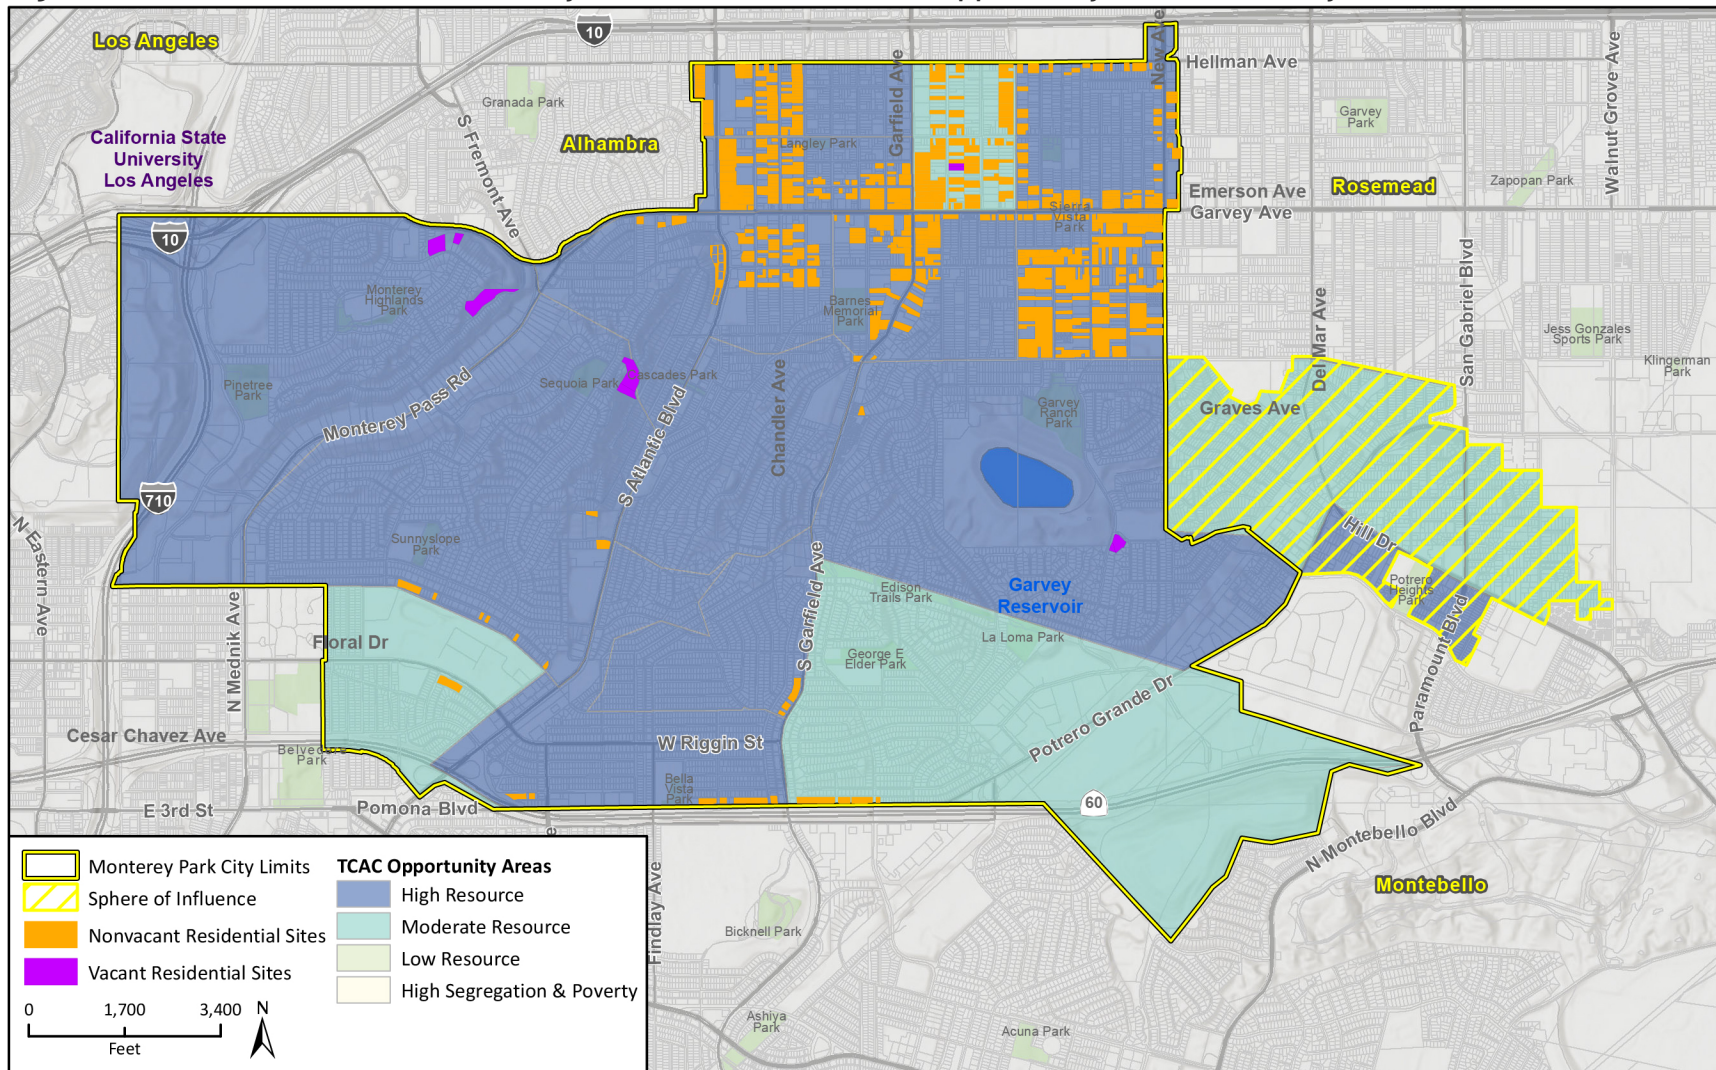 Los Angeles
10
New Ave
Hellman Ave
Walnut Grove Ave
Granada Park
S Fremont Ave
Garfield Ave
Garvey
Park
California State
University
Los Angeles
Alhambra
Langley Park
Rosemead
Zapopan Park
Emerson Ave
Garvey Ave
Sierra
Vista
Park
10
Monterey
Highlands
Park
Barnes
Memorial
Park
Del Mar Ave
San Gabriel Blvd
Jess Gonzales
Sports Park
Klingerman
Park
Pinetree
Park
Sequoia Park
Cascades Park
Monterey Pass Rd
S Atlantic Blvd
Chandler Ave
Garvey
Ranch
Park
Graves Ave
710
N Eastern Ave
Sunnyslope
Park
Hill Dr
Potrero
Heights
Park
Edison
Trails Park
Garvey
Reservoir
S Garfield Ave
La Loma Park
George E
Elder Park
N Mednik Ave
Floral Dr
Paramount Blvd
Potrero Grande Dr
Cesar Chavez Ave
Belvedere
Park
W Riggin St
Bella
Vista
Park
E 3rd St
Pomona Blvd
60
N Montebello Blvd
Montebello
Findlay Ave
Bicknell Park
Ashiya
Park
Acuna Park
Monterey Park City Limits
Sphere of Influence
Nonvacant Residential Sites
Vacant Residential Sites
0 1,700 3,400
Feet
N
TCAC Opportunity Areas
High Resource
Moderate Resource
Low Resource
High Segregation & Poverty